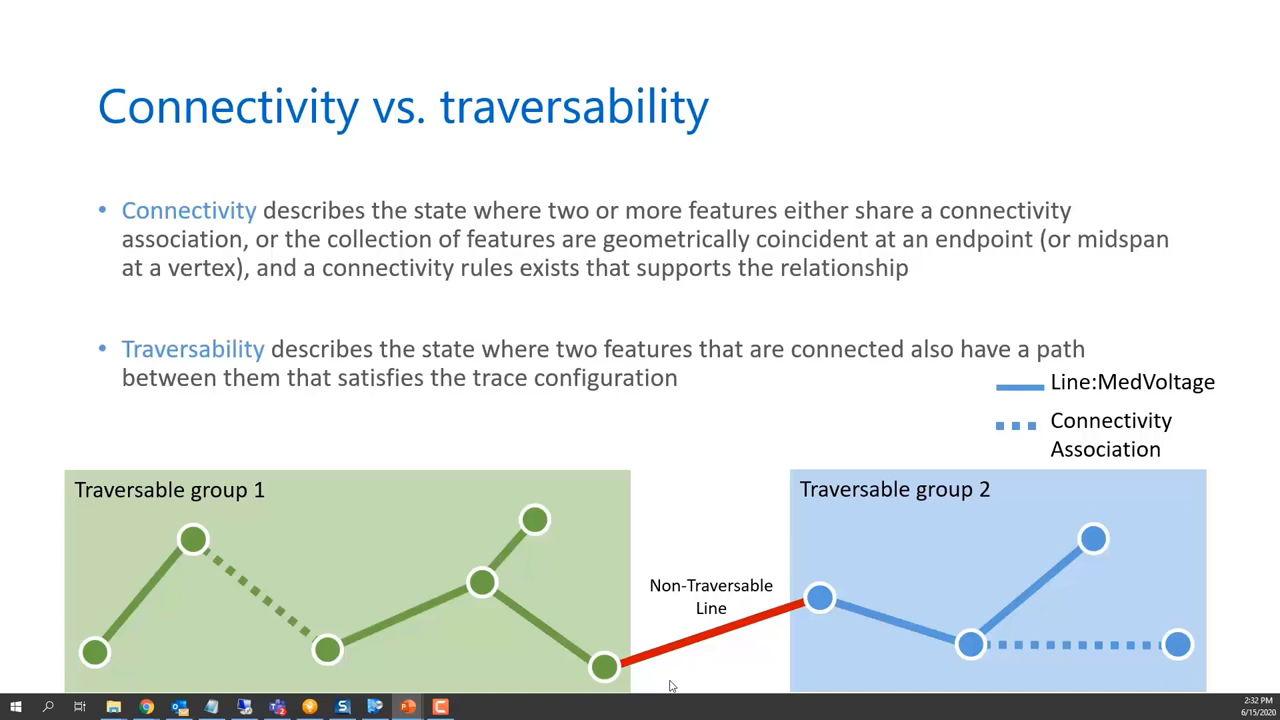 Connectivity vs. traversability
• Connectivity describes the state where two or more features either share a connectivity
association, or the collection of features are geometrically coincident at an endpoint (or midspan
at a vertex), and a connectivity rules exists that supports the relationship
• Traversability describes the state where two features that are connected also have a path
between them that satisfies the trace configuration
Line:MedVoltage
Connectivity
Association
Traversable group 1
Traversable group 2
Non-Traversable
Line
2:32 PM
6/15/2020